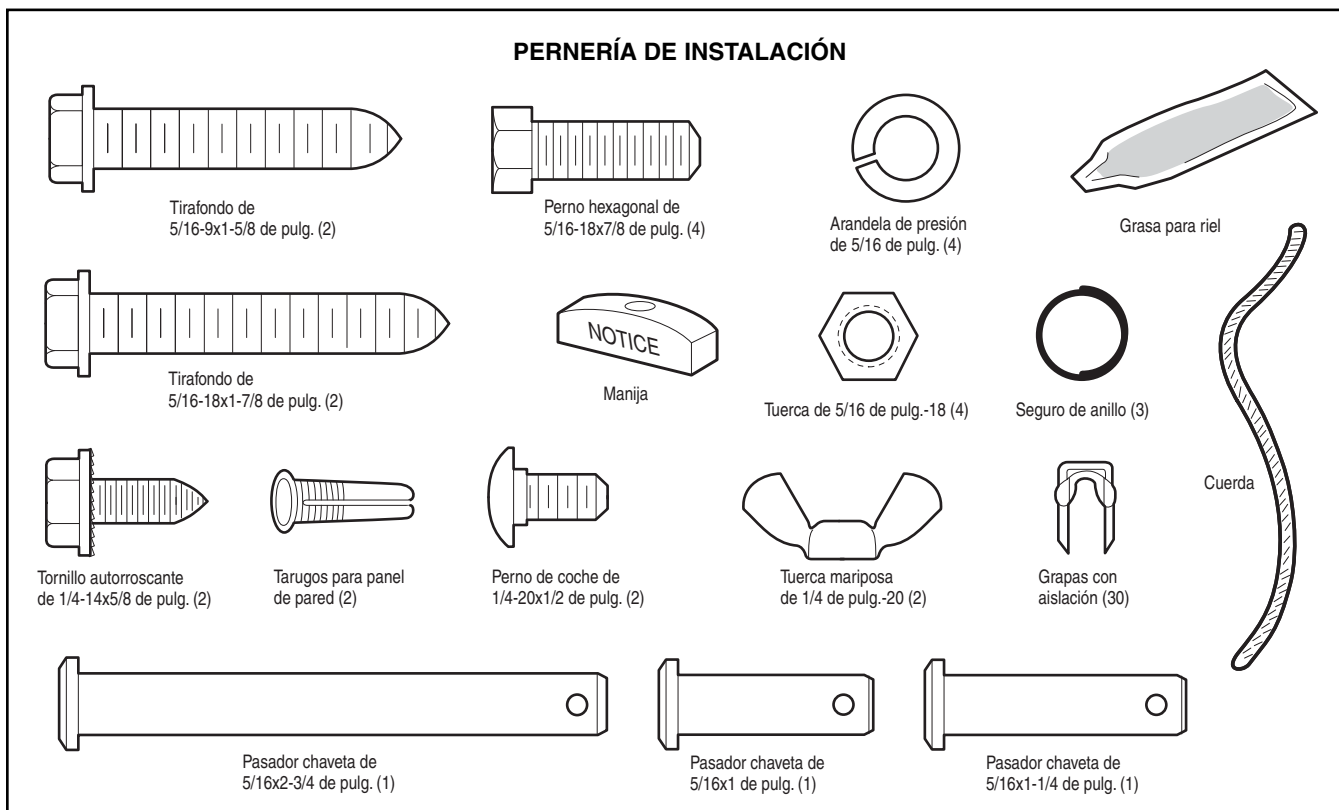 PERNERÍA DE INSTALACIÓN
Tirafondo de
5/16-9x1-5/8 de pulg. (2)
Perno hexagonal de
5/16-18x7/8 de pulg. (4)
Arandela de presión
de 5/16 de pulg. (4)
Grasa para riel
Tirafondo de
5/16-18x1-7/8 de pulg. (2)
NOTICE
Manija
Tuerca de 5/16 de pulg.-18 (4)
Seguro de anillo (3)
Cuerda
Tornillo autorroscante
de 1/4-14x5/8 de pulg. (2)
Tarugos para panel
de pared (2)
Perno de coche de
1/4-20x1/2 de pulg. (2)
Tuerca mariposa
de 1/4 de pulg.-20 (2)
Grapas con
aislación (30)
Pasador chaveta de
5/16x2-3/4 de pulg. (1)
Pasador chaveta de
5/16x1 de pulg. (1)
Pasador chaveta de
5/16x1-1/4 de pulg. (1)